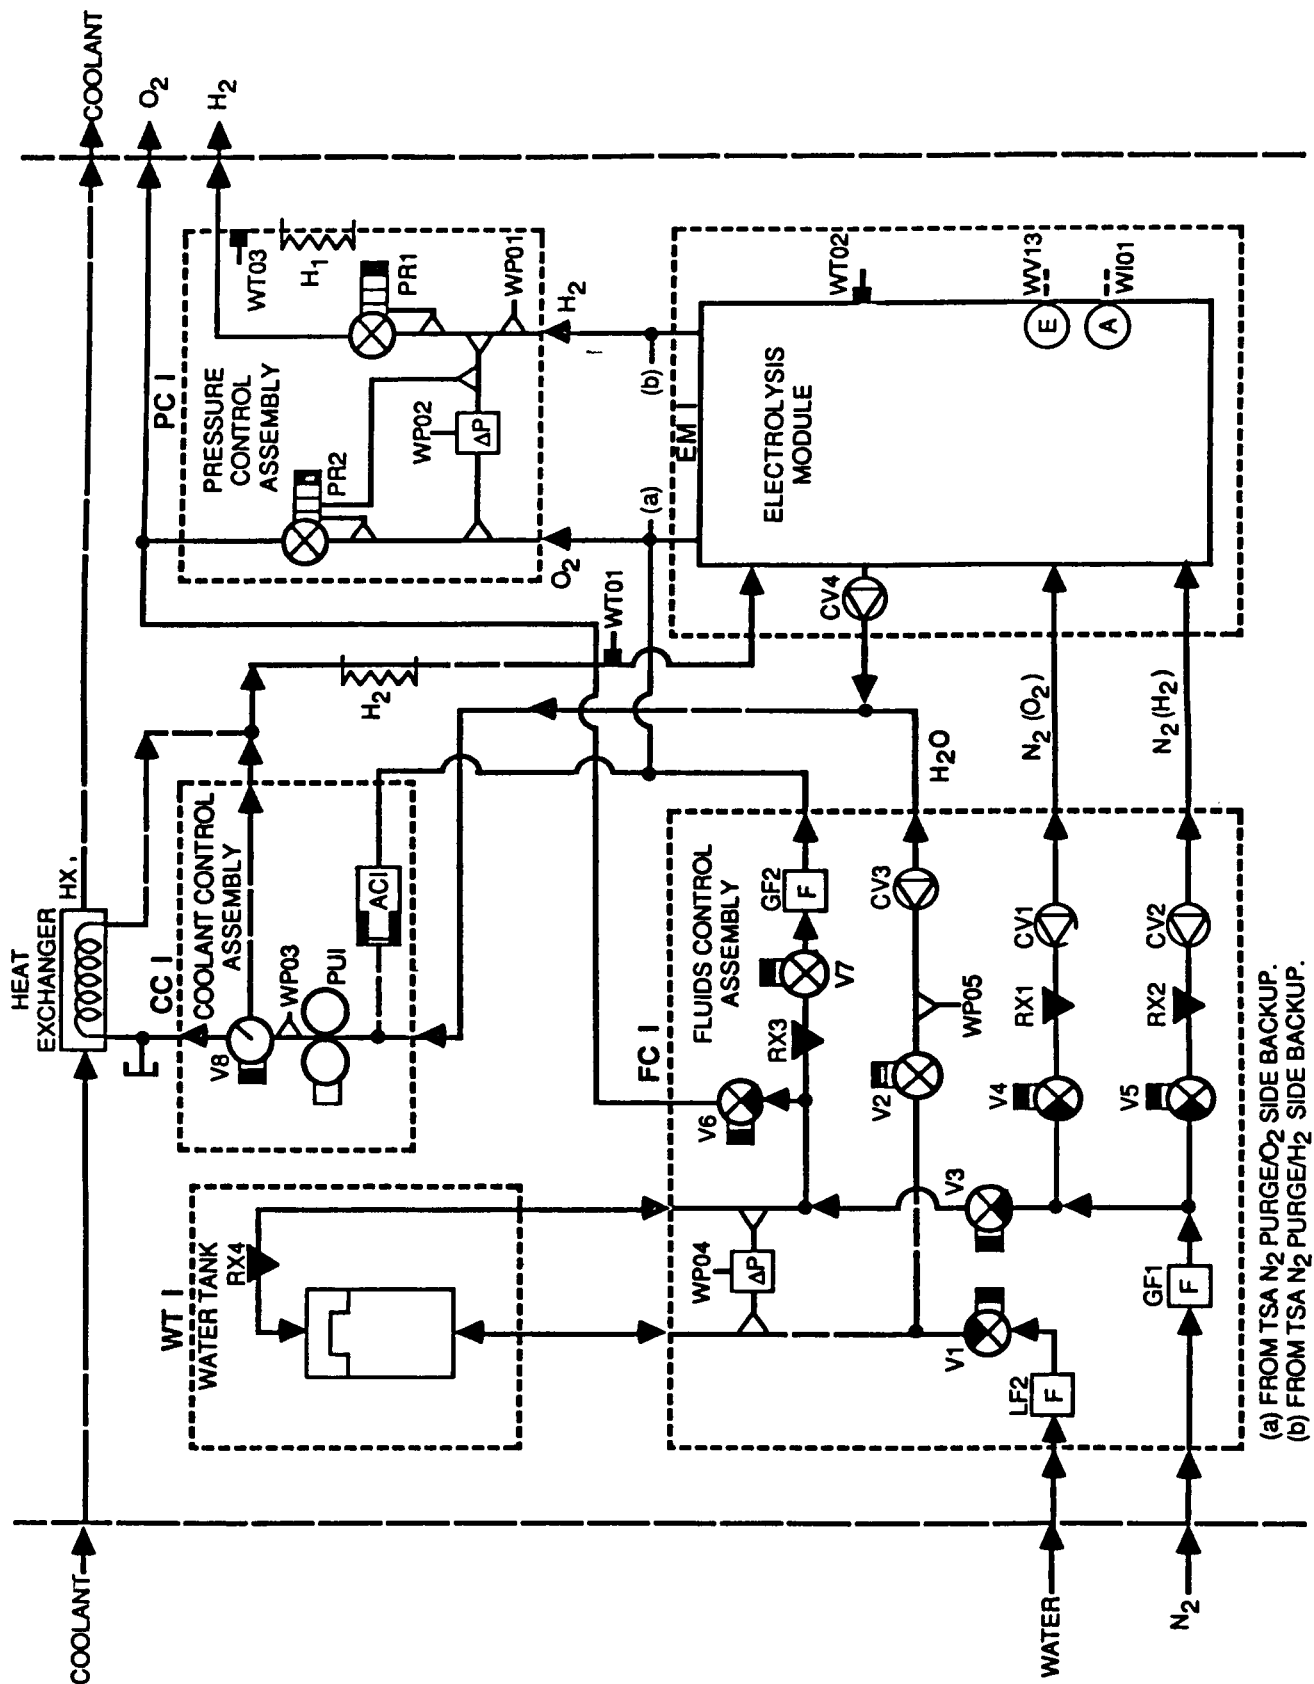 COOLANT
O2
H2
HEAT
EXCHANGER
HX.
COOLANT
CC I
COOLANT CONTROL
ASSEMBLY
V8
WP03
PUI
ACI
H2
WT01
PC I
PRESSURE
CONTROL
ASSEMBLY
PR2
WP02
ΔP
PR1
WT03
H1
WP01
O2
H2
(a)
(b)
WT I
WATER TANK
RX4
FC I
FLUIDS CONTROL
ASSEMBLY
WP04
ΔP
V6
RX3
V7
GF2
F
V1
V2
WP05
CV3
H2O
LF2
F
V3
V4
RX1
CV1
N2 (O2)
GF1
F
V5
RX2
CV2
N2 (H2)
EM I
ELECTROLYSIS
MODULE
CV4
WT02
E
WV13
A
WI01
WATER
N2
(a) FROM TSA N2 PURGE/O2 SIDE BACKUP.
(b) FROM TSA N2 PURGE/H2 SIDE BACKUP.